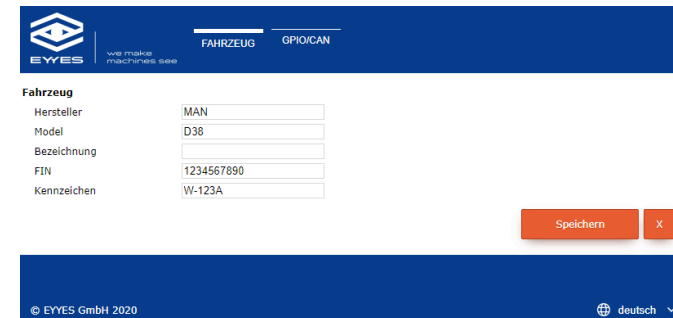 EYYES
we make
machines see
FAHRZEUG
GPIO/CAN
Fahrzeug
Hersteller MAN
Model D38
Bezeichnung
FIN 1234567890
Kennzeichen W-123A
Speichern X
© EYYES GmbH 2020
deutsch